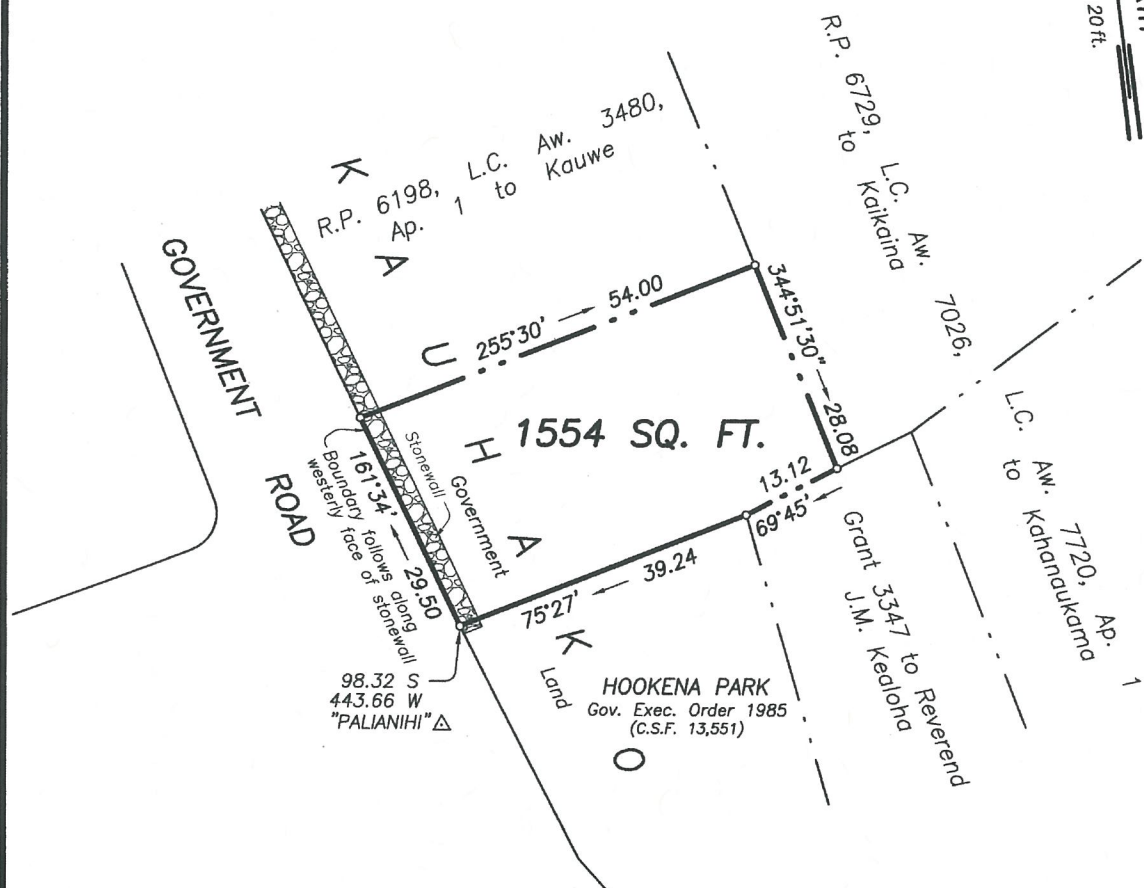 20 ft.
R.P. 6729, L.C. Aw. 7026,
to Kaikaina
R.P. 6198, L.C. Aw. 3480,
Ap. 1 to Kauwe
KAUHAKO
GOVERNMENT ROAD
255°30' 54.00
344°51'30" 28.08
1554 SQ. FT.
13.12
69°45'
39.24
75°27'
Stonewall
Government Land
161°34' 29.50
Boundary follows along
westerly face of stonewall
98.32 S
443.66 W
"PALIANIHI"
HOOKENA PARK
Gov. Exec. Order 1985
(C.S.F. 13,551)
Grant 3347 to Reverend
J.M. Kealoha
L.C. Aw. 7720, Ap. 1
to Kahanaukama